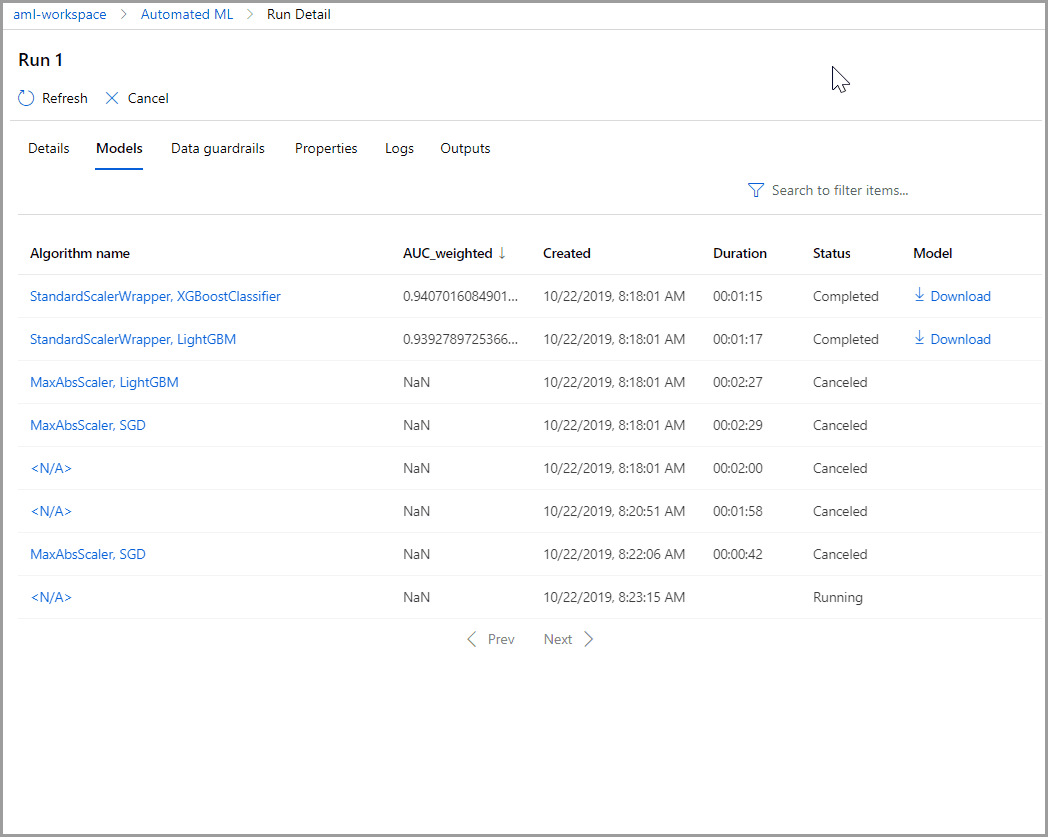 aml-workspace > Automated ML > Run Detail
Run 1
Refresh Cancel
Details Models Data guardrails Properties Logs Outputs
Search to filter items...
Algorithm name AUC_weighted ↓ Created Duration Status Model
StandardScalerWrapper, XGBoostClassifier 0.9407016084901... 10/22/2019, 8:18:01 AM 00:01:15 Completed Download
StandardScalerWrapper, LightGBM 0.9392789725366... 10/22/2019, 8:18:01 AM 00:01:17 Completed Download
MaxAbsScaler, LightGBM NaN 10/22/2019, 8:18:01 AM 00:02:27 Canceled
MaxAbsScaler, SGD NaN 10/22/2019, 8:18:01 AM 00:02:29 Canceled
<N/A> NaN 10/22/2019, 8:18:01 AM 00:02:00 Canceled
<N/A> NaN 10/22/2019, 8:20:51 AM 00:01:58 Canceled
MaxAbsScaler, SGD NaN 10/22/2019, 8:22:06 AM 00:00:42 Canceled
<N/A> NaN 10/22/2019, 8:23:15 AM Running
Prev Next